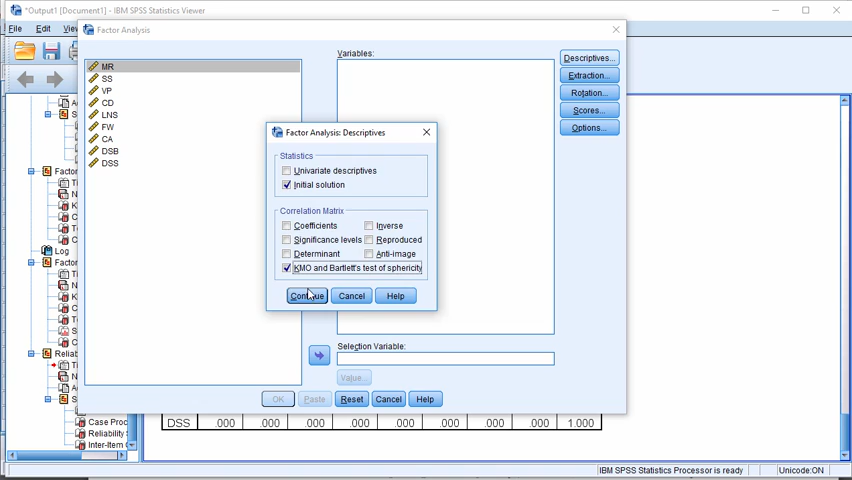 *Output1 [Document1] - IBM SPSS Statistics Viewer
File Edit
Factor Analysis
MR
SS
VP
CD
LNS
FW
CA
DSB
DSS
Variables:
Descriptives...
Extraction...
Rotation...
Scores...
Options...
Factor Analysis: Descriptives
Statistics
Univariate descriptives
Initial solution
Correlation Matrix
Coefficients Inverse
Significance levels Reproduced
Determinant Anti-image
KMO and Bartlett's test of sphericity
Continue Cancel Help
Selection Variable:
Value...
OK Paste Reset Cancel Help
Log
Case Proc
Reliability
Inter-Item
DSS .000 .000 .000 .000 .000 .000 .000 1.000
IBM SPSS Statistics Processor is ready Unicode:ON